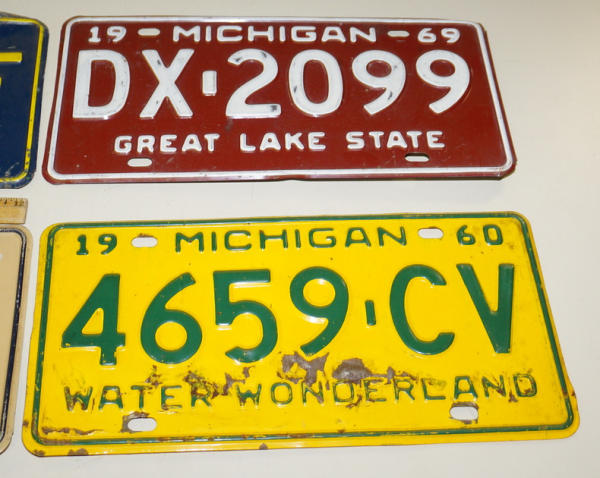 19 - MICHIGAN - 69
DX-2099
GREAT LAKE STATE
19 MICHIGAN 60
4659-CV
WATER WONDERLAND